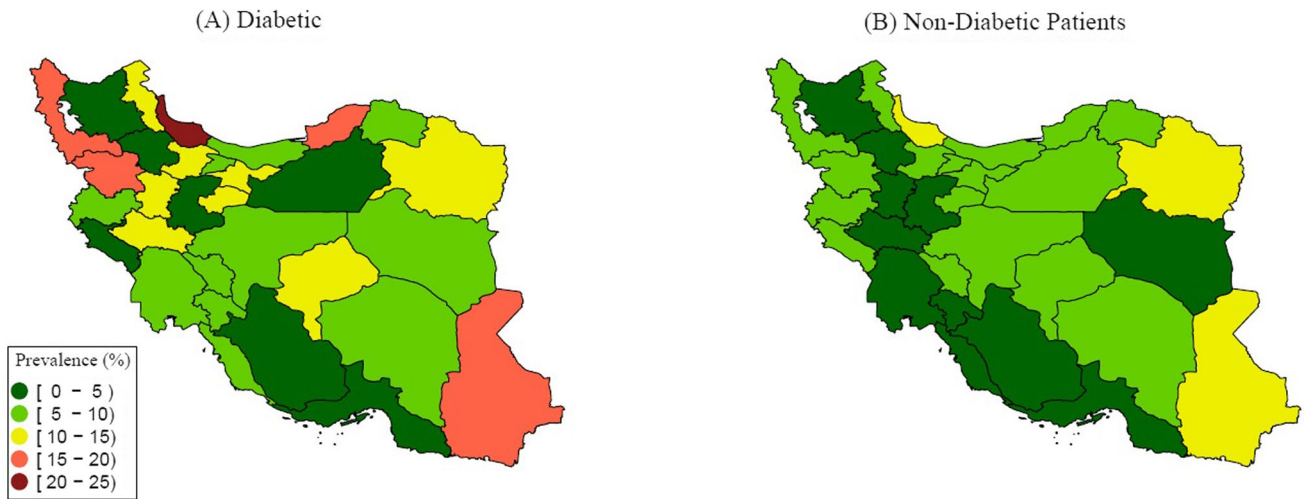 (A) Diabetic
(B) Non-Diabetic Patients
Prevalence (%)
[ 0 - 5 )
[ 5 - 10)
[ 10 - 15)
[ 15 - 20)
[ 20 - 25)